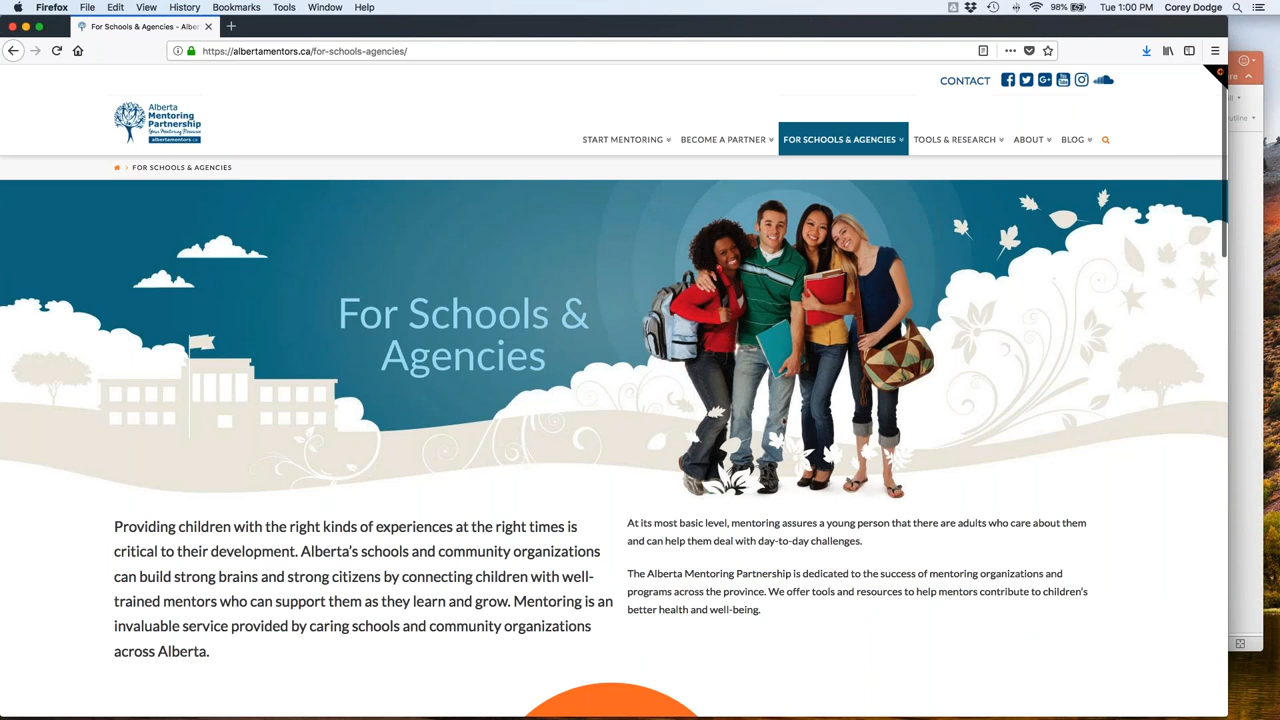 Firefox File Edit View History Bookmarks Tools Window Help 98% Tue 1:00 PM Corey Dodge
For Schools & Agencies - Alber
https://albertamentors.ca/for-schools-agencies/
CONTACT
Alberta
Mentoring
Partnership
albertamentors.ca
START MENTORING BECOME A PARTNER FOR SCHOOLS & AGENCIES TOOLS & RESEARCH ABOUT BLOG
FOR SCHOOLS & AGENCIES
For Schools &
Agencies
Providing children with the right kinds of experiences at the right times is
critical to their development. Alberta's schools and community organizations
can build strong brains and strong citizens by connecting children with well-
trained mentors who can support them as they learn and grow. Mentoring is an
invaluable service provided by caring schools and community organizations
across Alberta.
At its most basic level, mentoring assures a young person that there are adults who care about them
and can help them deal with day-to-day challenges.
The Alberta Mentoring Partnership is dedicated to the success of mentoring organizations and
programs across the province. We offer tools and resources to help mentors contribute to children's
better health and well-being.